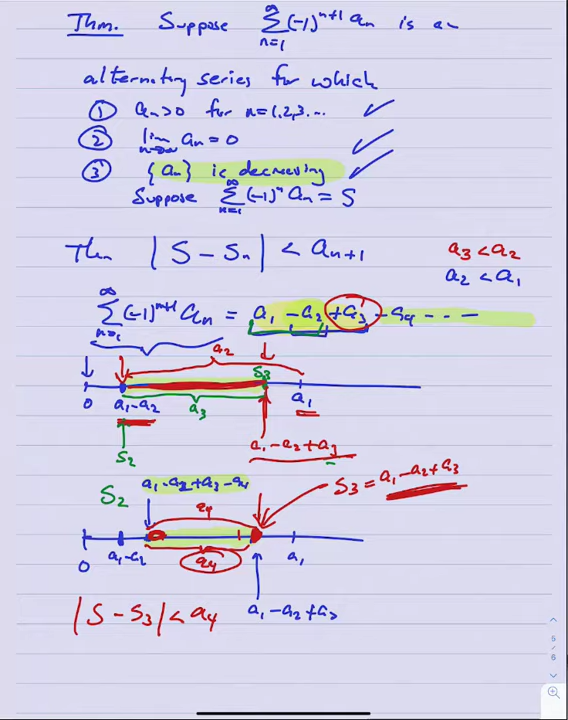 Thm. Suppose ∞ Σ n=1 (-1)^{n+1} a_n is an
alternating series for which
① a_n > 0 for n=1,2,3... ✓
② lim n→∞ a_n = 0 ✓
③ {a_n} is decreasing ✓
Suppose ∞ Σ n=1 (-1)^n a_n = S
Then |S - S_n| < a_{n+1}
a_3 < a_2
a_2 < a_1
∞ Σ n=1 (-1)^{n+1} a_n = a_1 - a_2 + a_3 - a_4 - - - -
a_2
S_3
0 a_1-a_2 a_3 a_1
S_2 a_1-a_2+a_3
S_2 a_1-a_2+a_3-a_4 S_3 = a_1-a_2+a_3
a_4
0 a_1-a_2 a_4 a_1
|S - S_3| < a_4 a_1-a_2+a_3
5
6